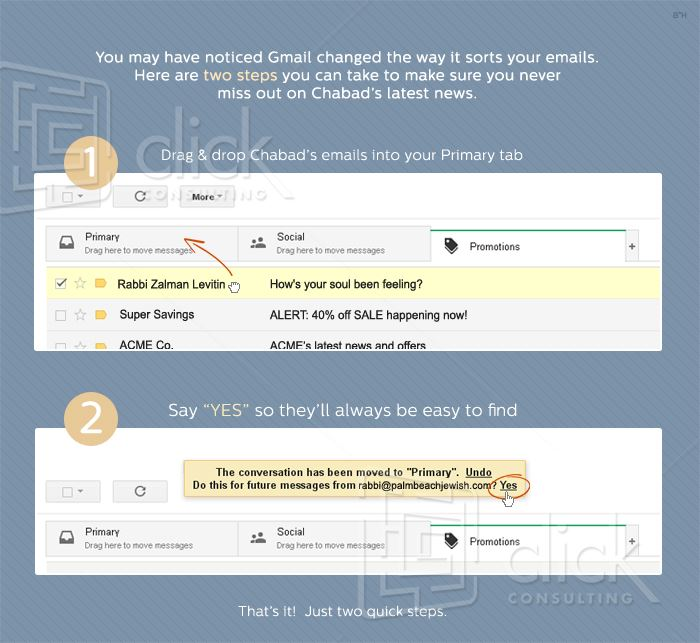 B"H
You may have noticed Gmail changed the way it sorts your emails.
Here are two steps you can take to make sure you never
miss out on Chabad's latest news.
click
CONSULTING
1
Drag & drop Chabad's emails into your Primary tab
More
Primary
Drag here to move messages
Social
Drag here to move messages
Promotions
+
Rabbi Zalman Levitin How's your soul been feeling?
Super Savings ALERT: 40% off SALE happening now!
ACME Co. ACME's latest news and offers
2
Say "YES" so they'll always be easy to find
The conversation has been moved to "Primary". Undo
Do this for future messages from rabbi@palmbeachjewish.com? Yes
Primary
Drag here to move messages
Social
Drag here to move messages
Promotions
+
click
CONSULTING
That's it! Just two quick steps.